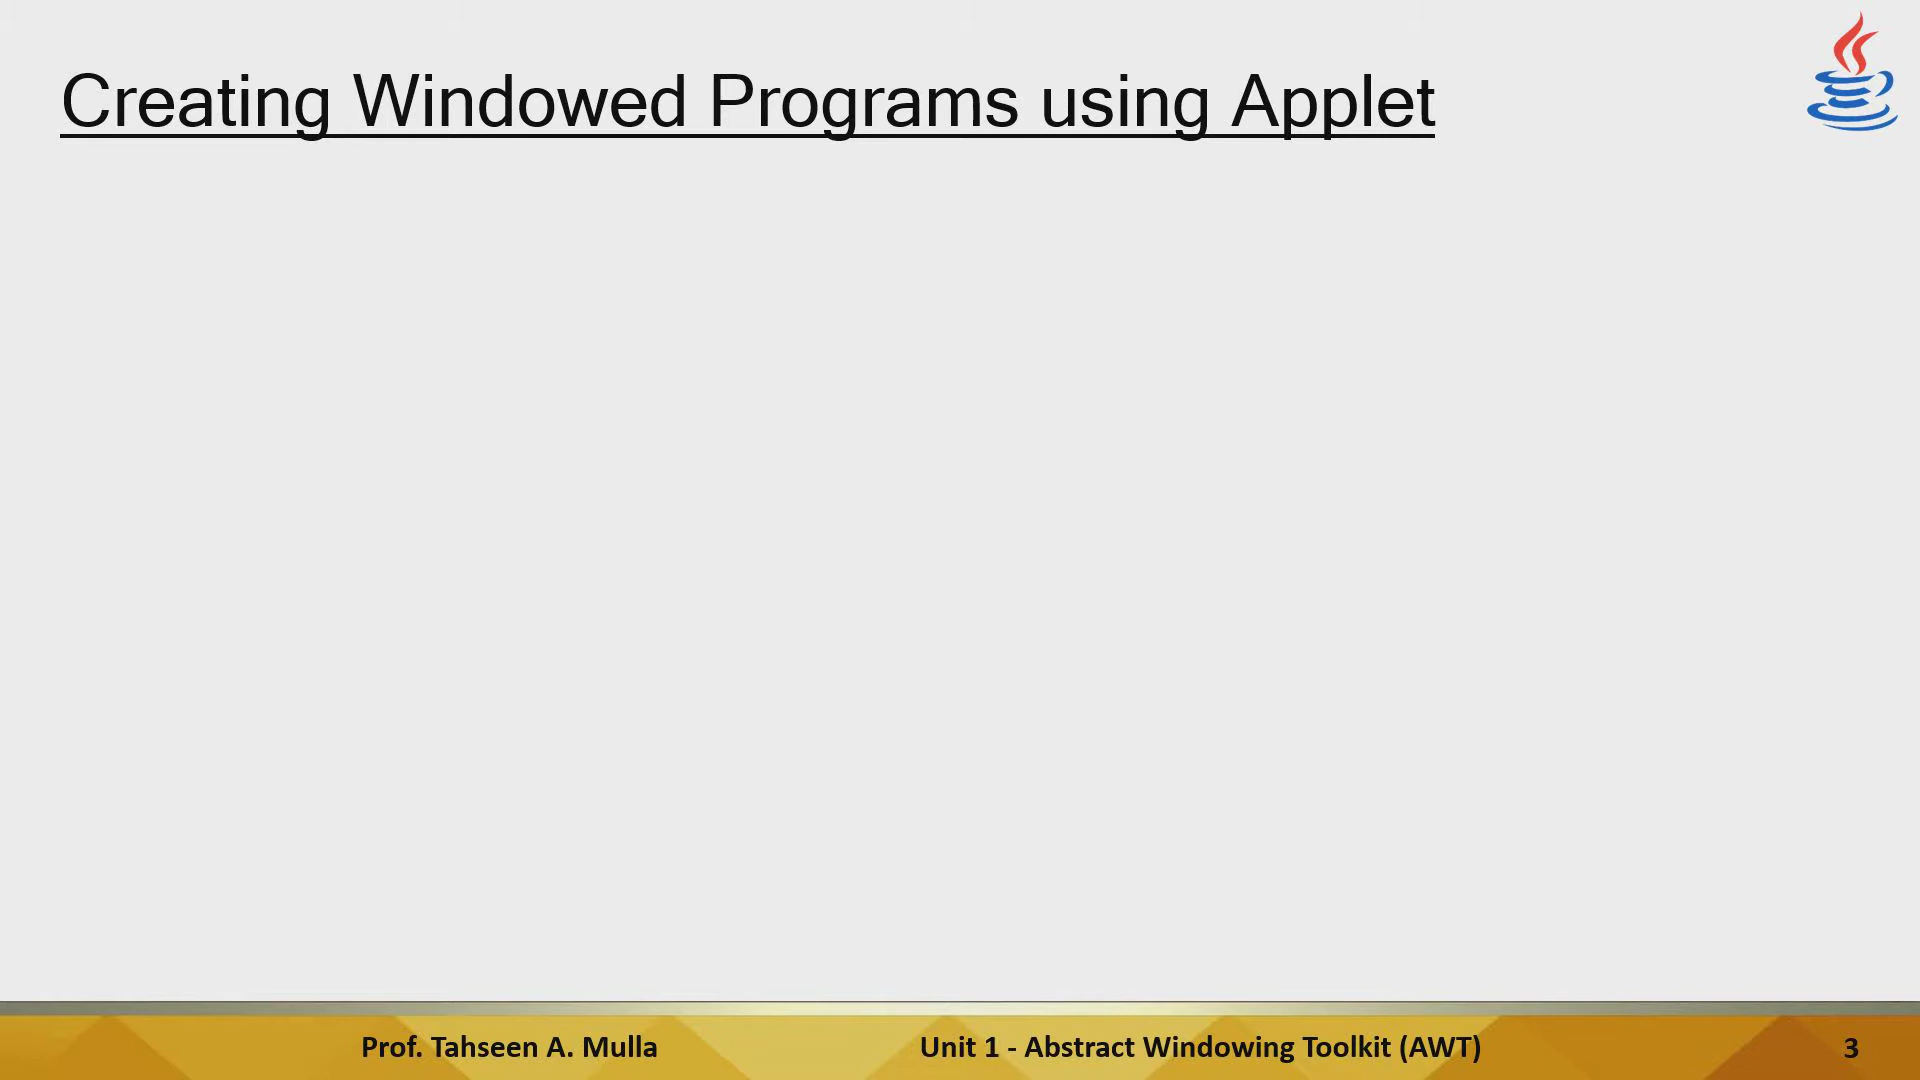 Creating Windowed Programs using Applet
Prof. Tahseen A. Mulla
Unit 1 - Abstract Windowing Toolkit (AWT)
3